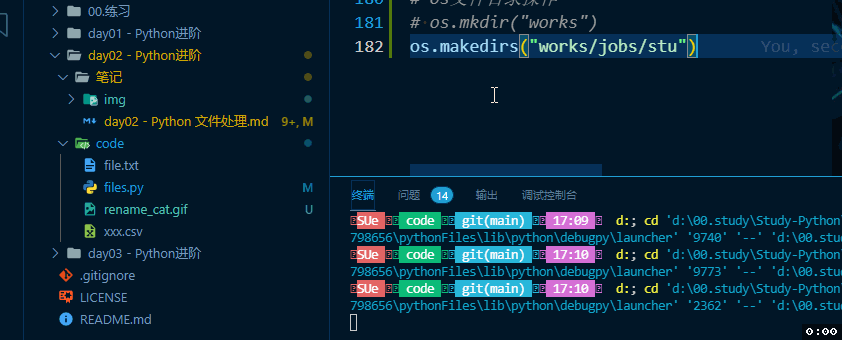 00.练习
day01 - Python进阶
day02 - Python进阶
笔记
img
day02 - Python 文件处理.md 9+, M
code
file.txt
files.py M
rename_cat.gif U
xxx.csv
day03 - Python进阶
.gitignore
LICENSE
README.md
180 # os文件目录操作
181 # os.mkdir("works")
182 os.makedirs("works/jobs/stu") You, sec
终端 问题 14 输出 调试控制台
SUe code git(main) 17:09 d:; cd 'd:\00.study\Study-Python
798656\pythonFiles\lib\python\debugpy\launcher' '9740' '--' 'd:\00.stu
SUe code git(main) 17:10 d:; cd 'd:\00.study\Study-Python
798656\pythonFiles\lib\python\debugpy\launcher' '9773' '--' 'd:\00.stu
SUe code git(main) 17:10 d:; cd 'd:\00.study\Study-Python
798656\pythonFiles\lib\python\debugpy\launcher' '2362' '--' 'd:\00.stu
0:00